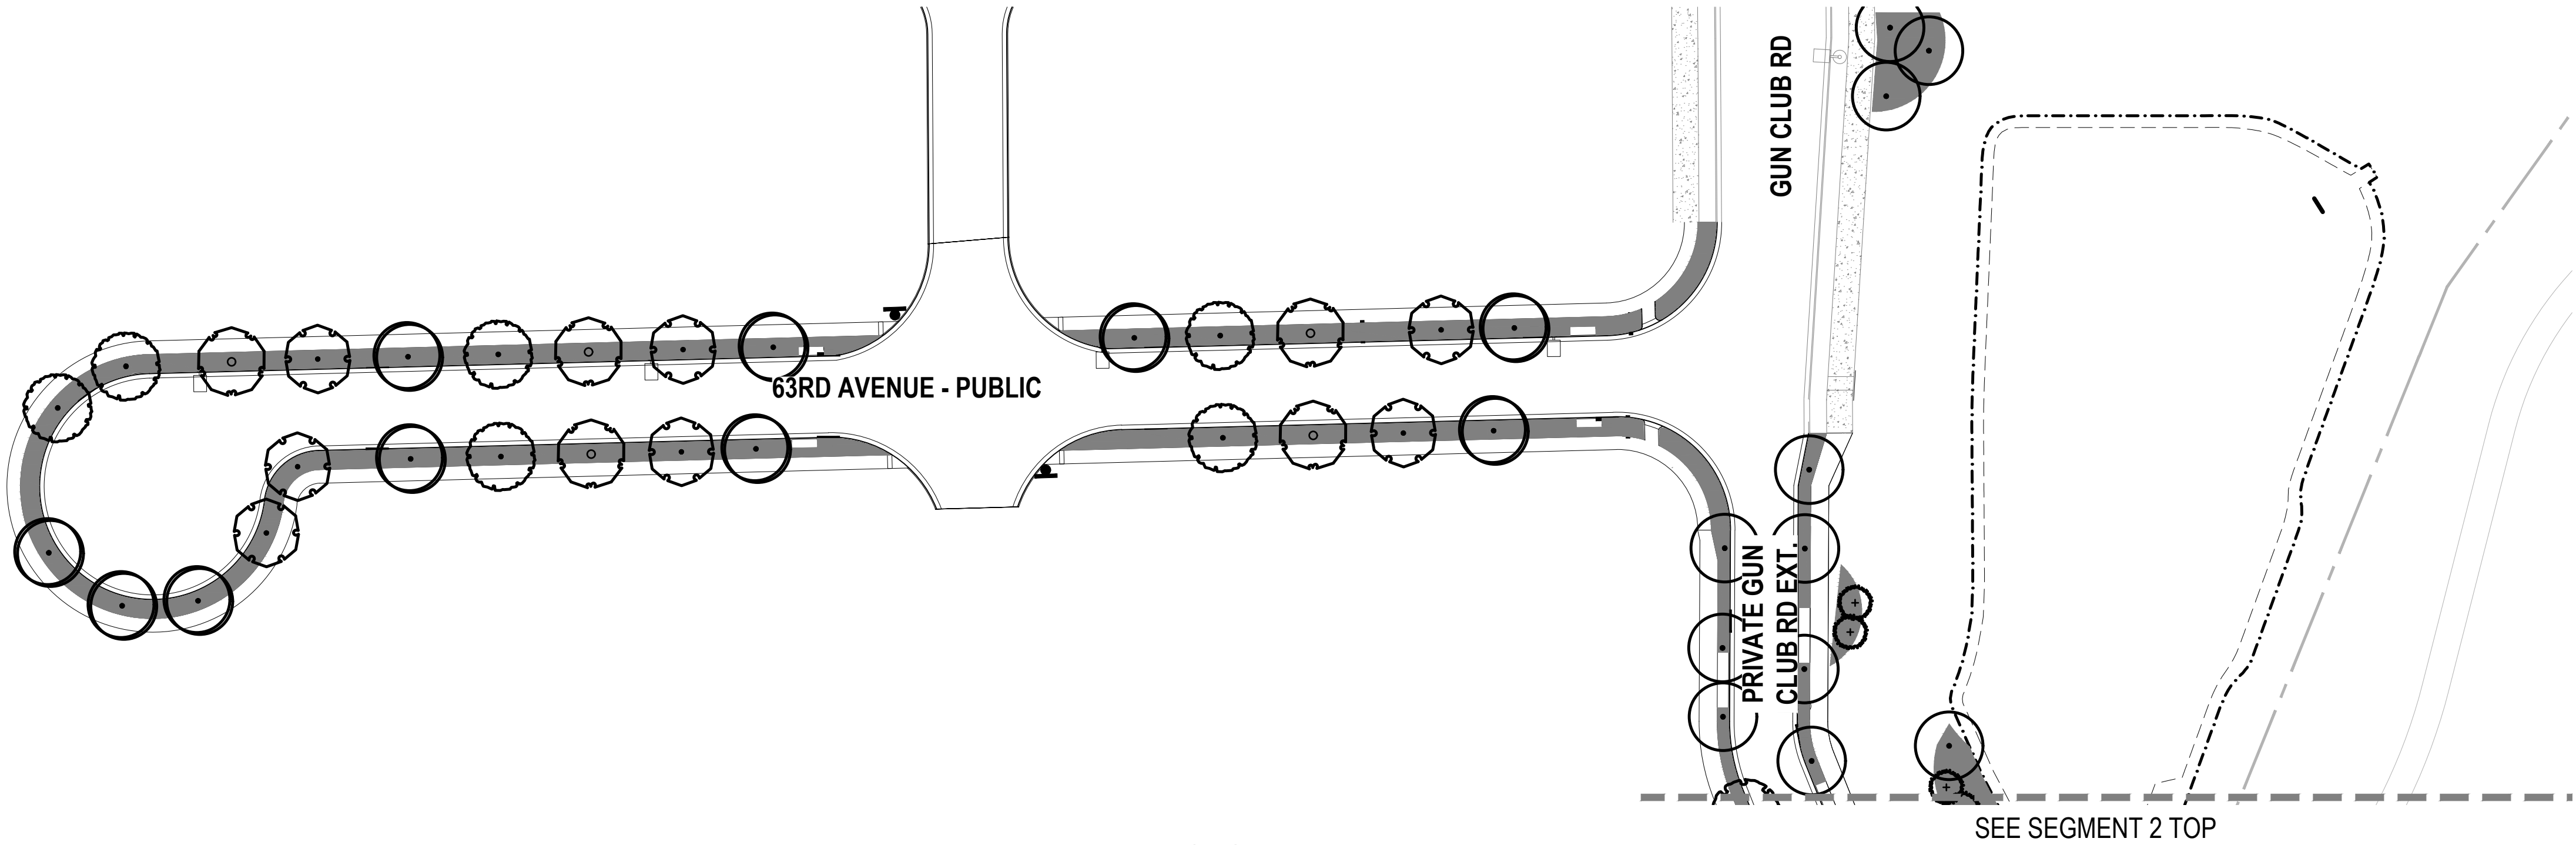 GUN CLUB RD
63RD AVENUE - PUBLIC
PRIVATE GUN
CLUB RD EXT.
SEE SEGMENT 2 TOP